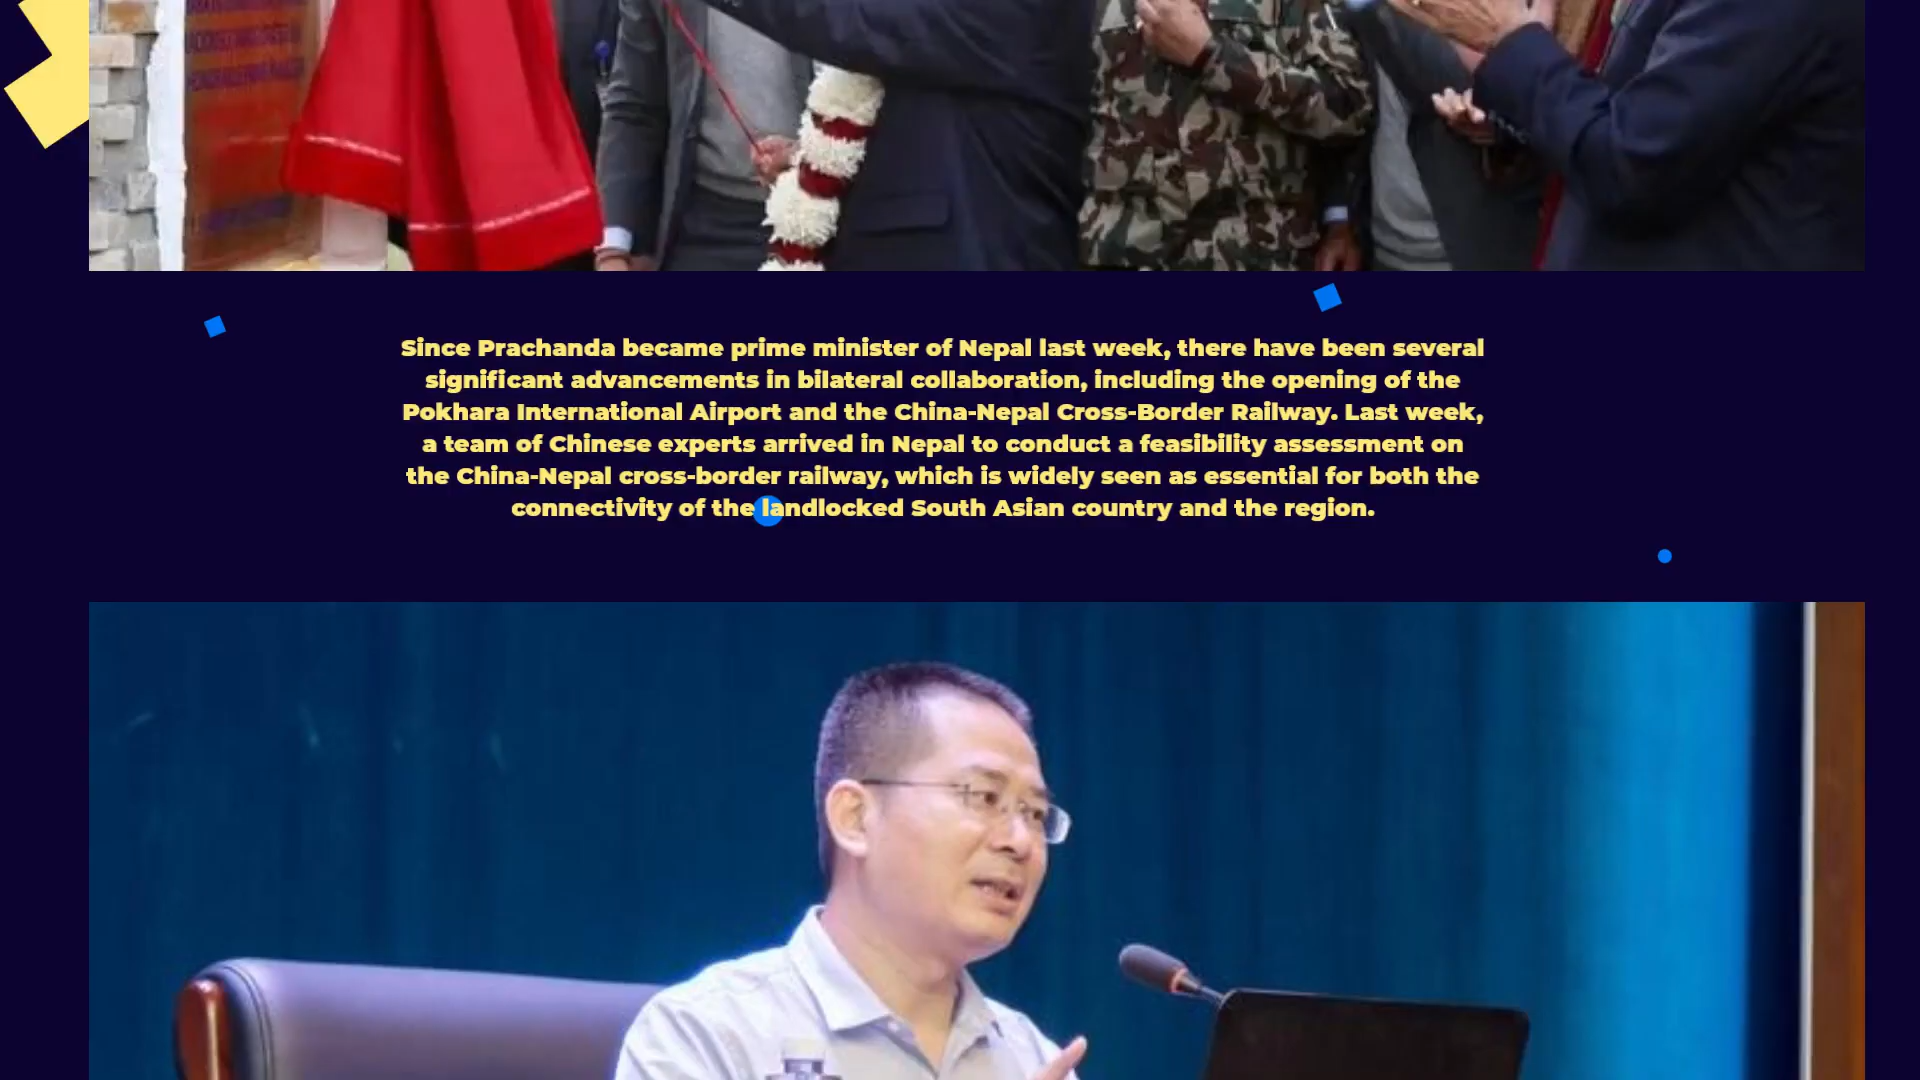 Since Prachanda became prime minister of Nepal last week, there have been several
significant advancements in bilateral collaboration, including the opening of the
Pokhara International Airport and the China-Nepal Cross-Border Railway. Last week,
a team of Chinese experts arrived in Nepal to conduct a feasibility assessment on
the China-Nepal cross-border railway, which is widely seen as essential for both the
connectivity of the landlocked South Asian country and the region.